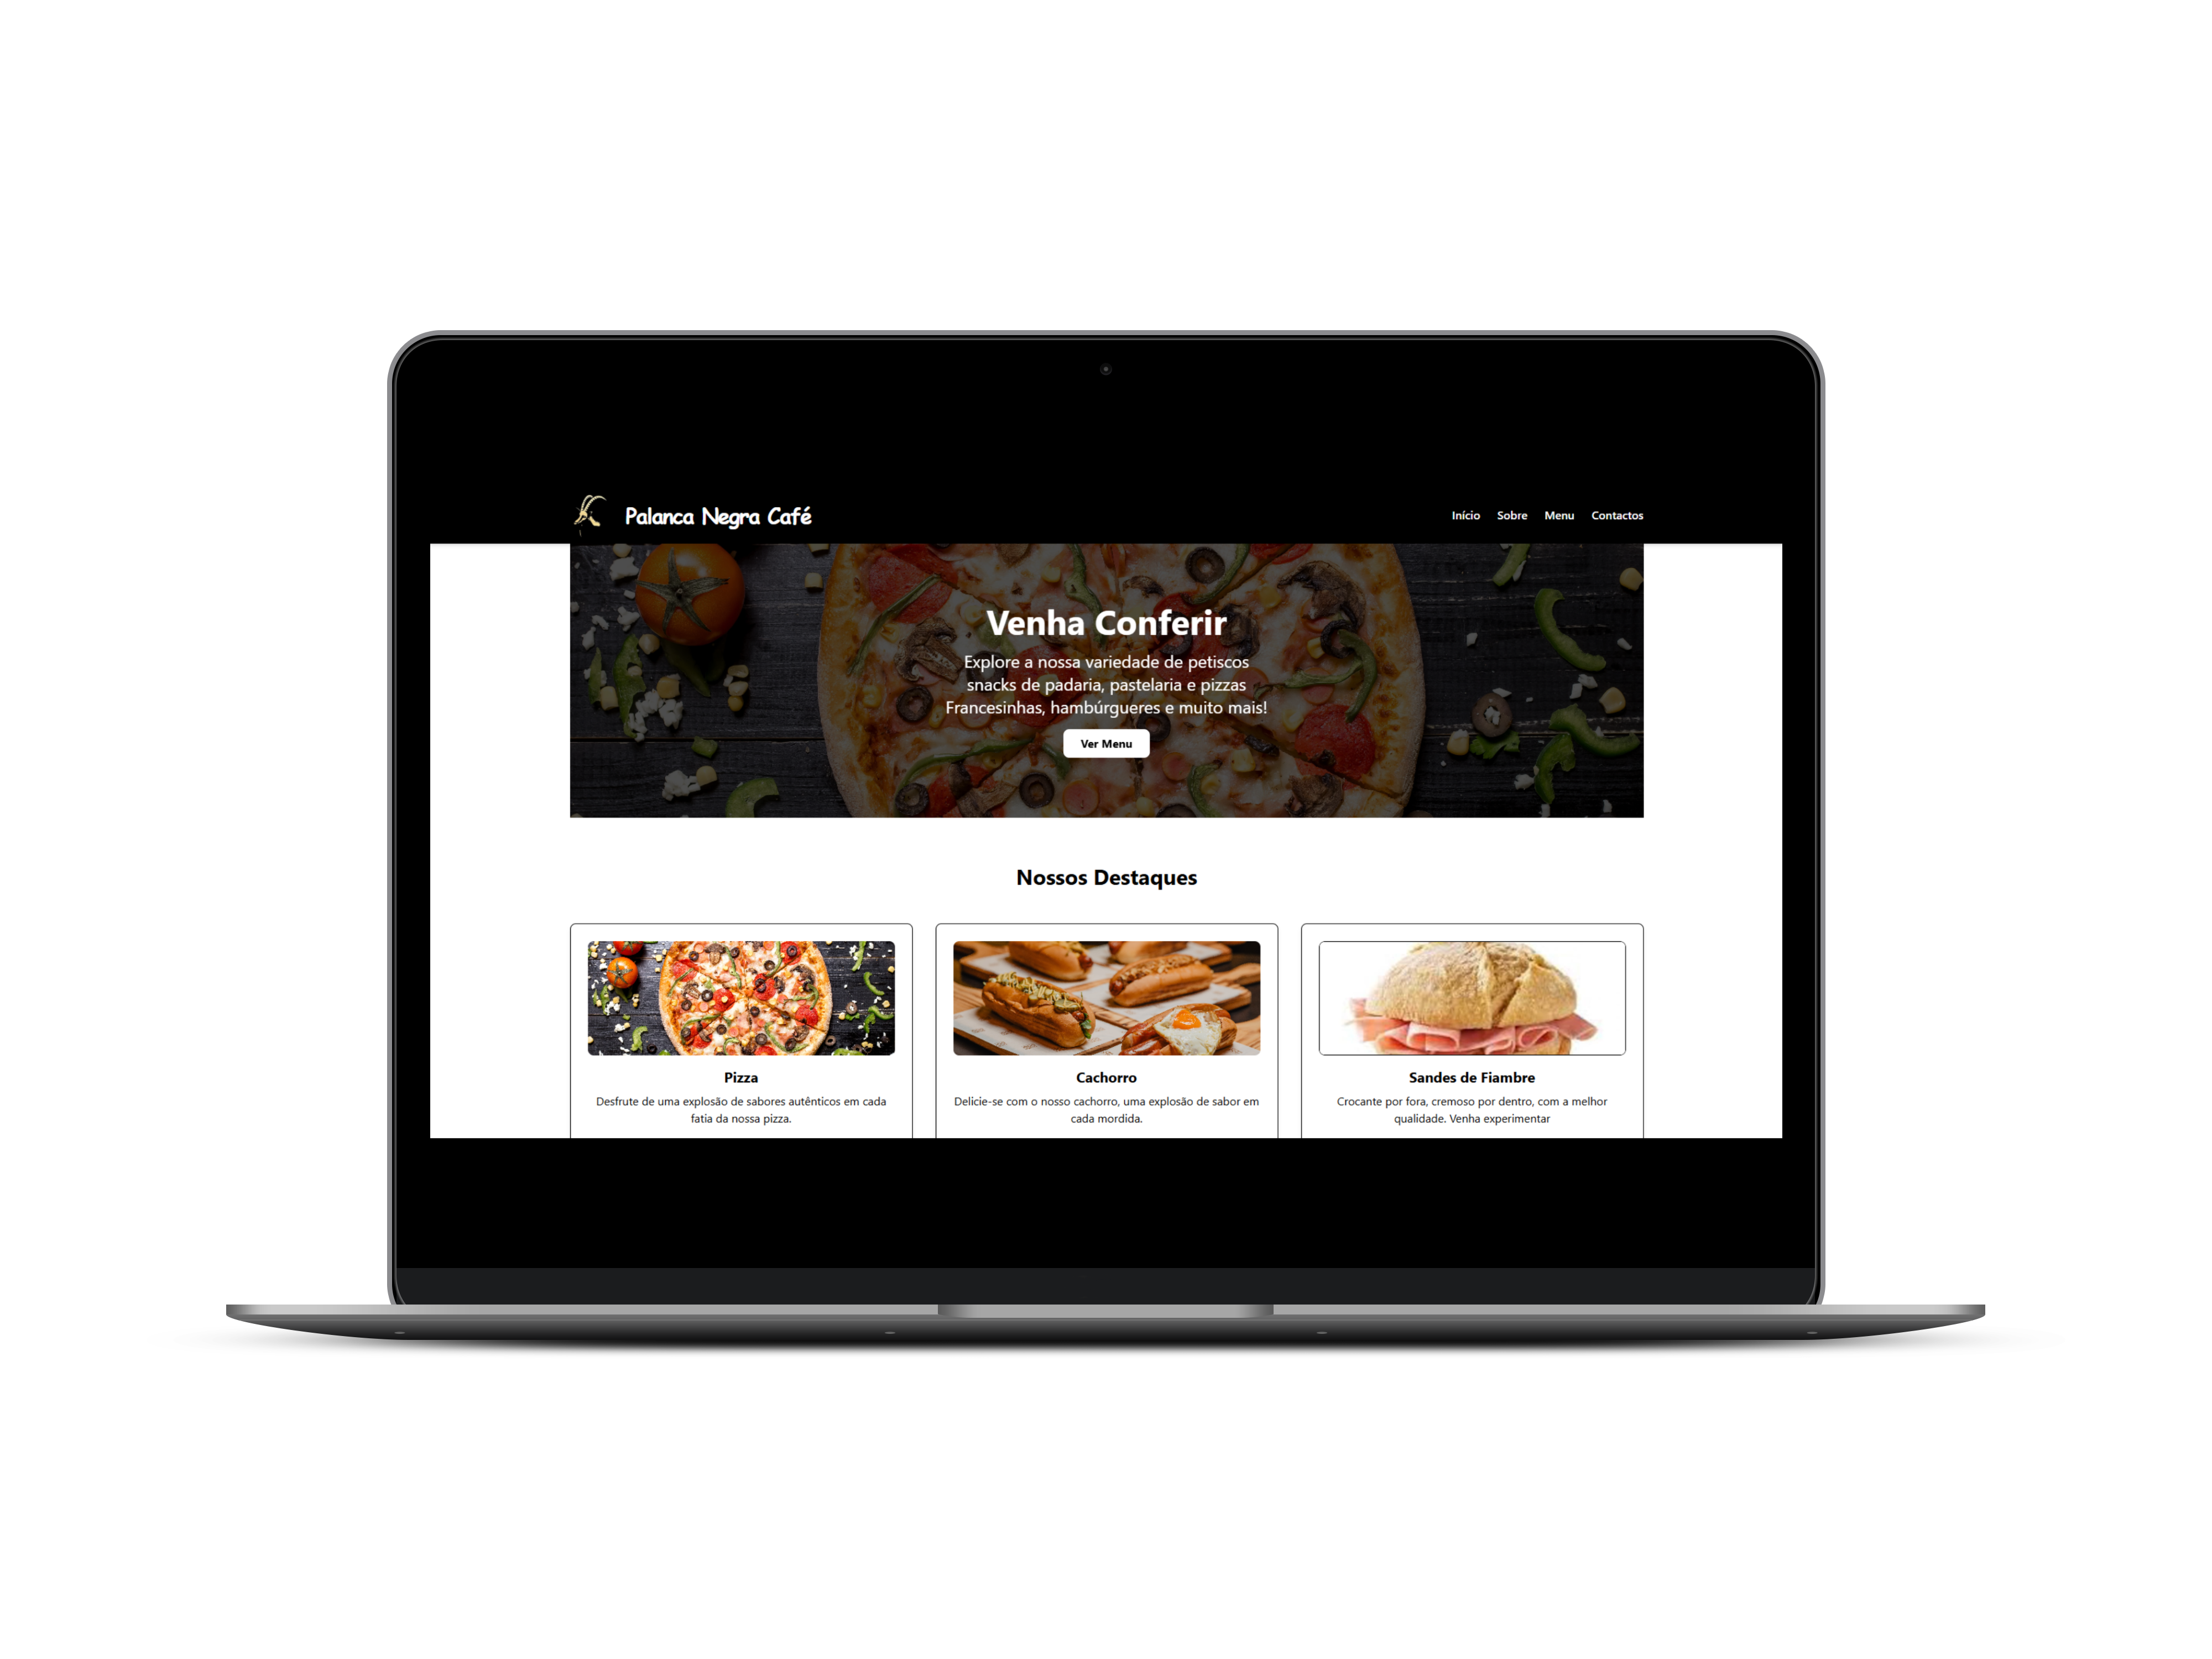 Palanca Negra Café
Início Sobre Menu Contactos
Venha Conferir
Explore a nossa variedade de petiscos
snacks de padaria, pastelaria e pizzas
Francesinhas, hambúrgueres e muito mais!
Ver Menu
Nossos Destaques
Pizza
Desfrute de uma explosão de sabores autênticos em cada
fatia da nossa pizza.
Cachorro
Delicie-se com o nosso cachorro, uma explosão de sabor em
cada mordida.
Sandes de Fiambre
Crocante por fora, cremoso por dentro, com a melhor
qualidade. Venha experimentar